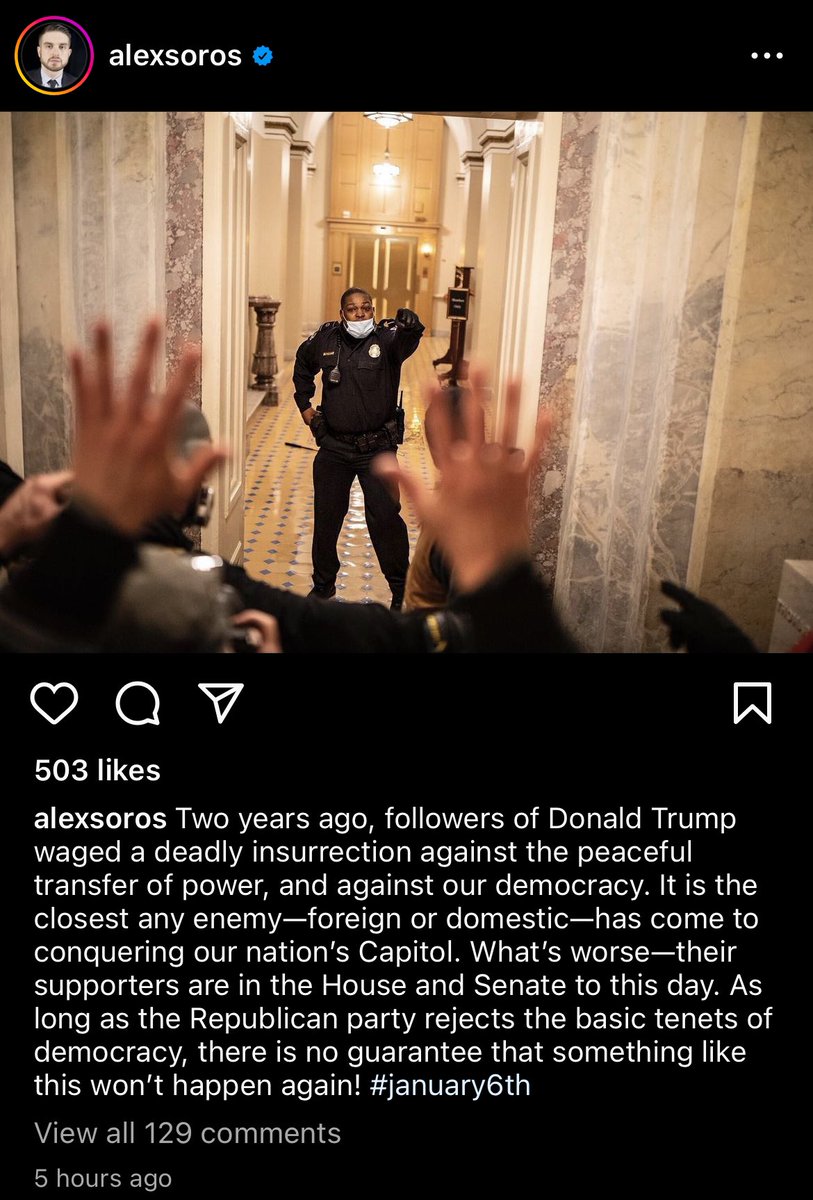 alexsoros
503 likes
alexsoros Two years ago, followers of Donald Trump
waged a deadly insurrection against the peaceful
transfer of power, and against our democracy. It is the
closest any enemy—foreign or domestic—has come to
conquering our nation’s Capitol. What’s worse—their
supporters are in the House and Senate to this day. As
long as the Republican party rejects the basic tenets of
democracy, there is no guarantee that something like
this won’t happen again! #january6th
View all 129 comments
5 hours ago